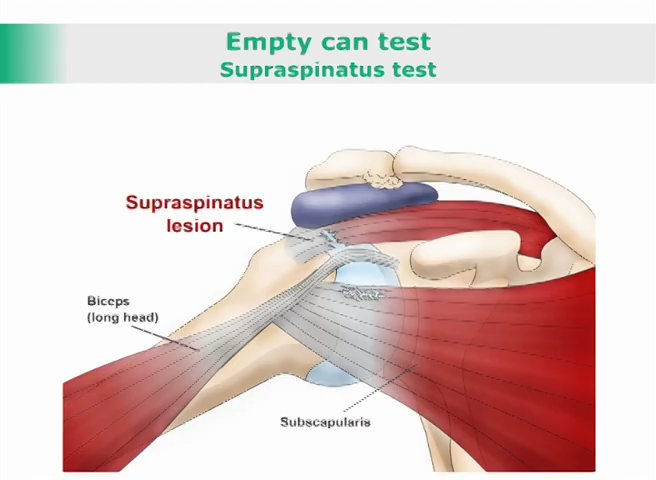 Empty can test
Supraspinatus test
Supraspinatus
lesion
Biceps
(long head)
Subscapularis